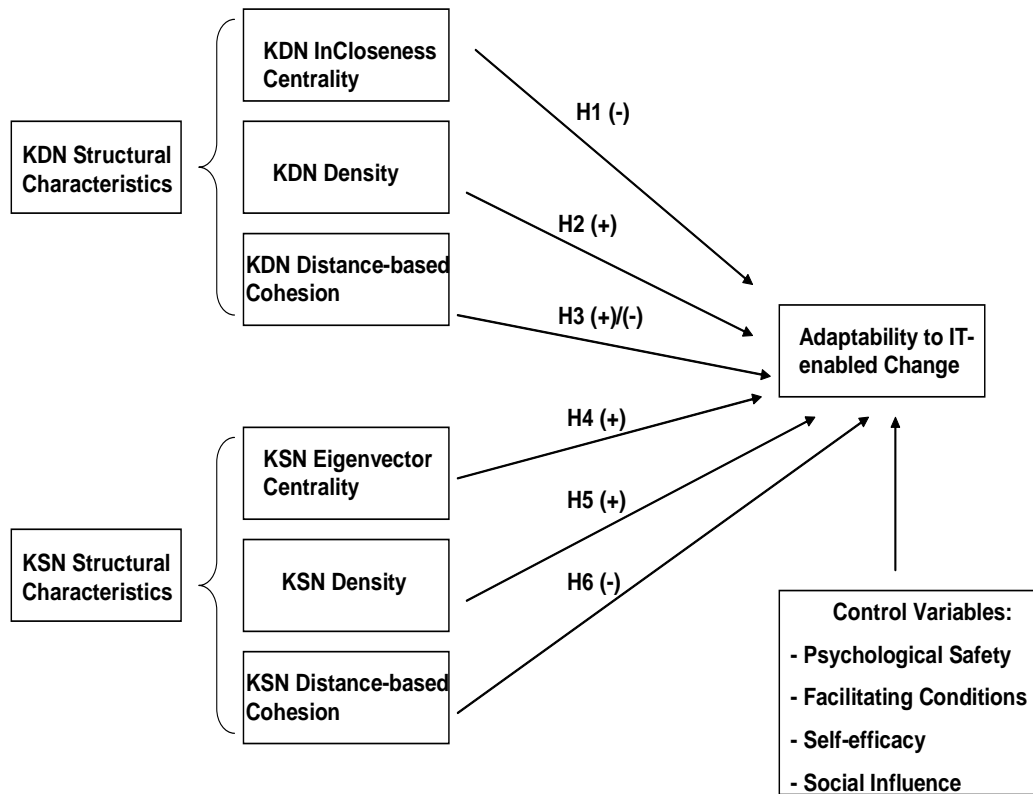 KDN Structural
Characteristics
KDN InCloseness
Centrality
KDN Density
KDN Distance-based
Cohesion
H1 (-)
H2 (+)
H3 (+)/(-)
Adaptability to IT-
enabled Change
KSN Structural
Characteristics
KSN Eigenvector
Centrality
KSN Density
KSN Distance-based
Cohesion
H4 (+)
H5 (+)
H6 (-)
Control Variables:
- Psychological Safety
- Facilitating Conditions
- Self-efficacy
- Social Influence